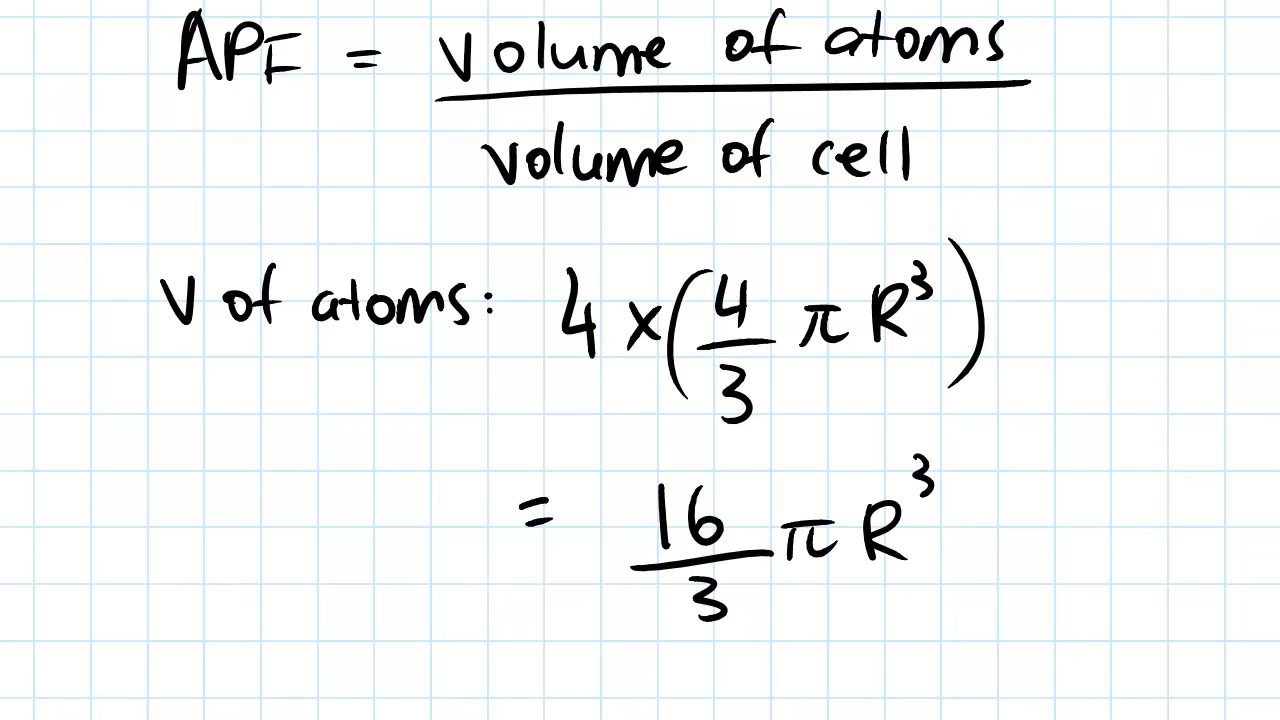 APF = volume of atoms / volume of cell
V of atoms: 4 x (4/3 π R³)
= 16/3 π R³